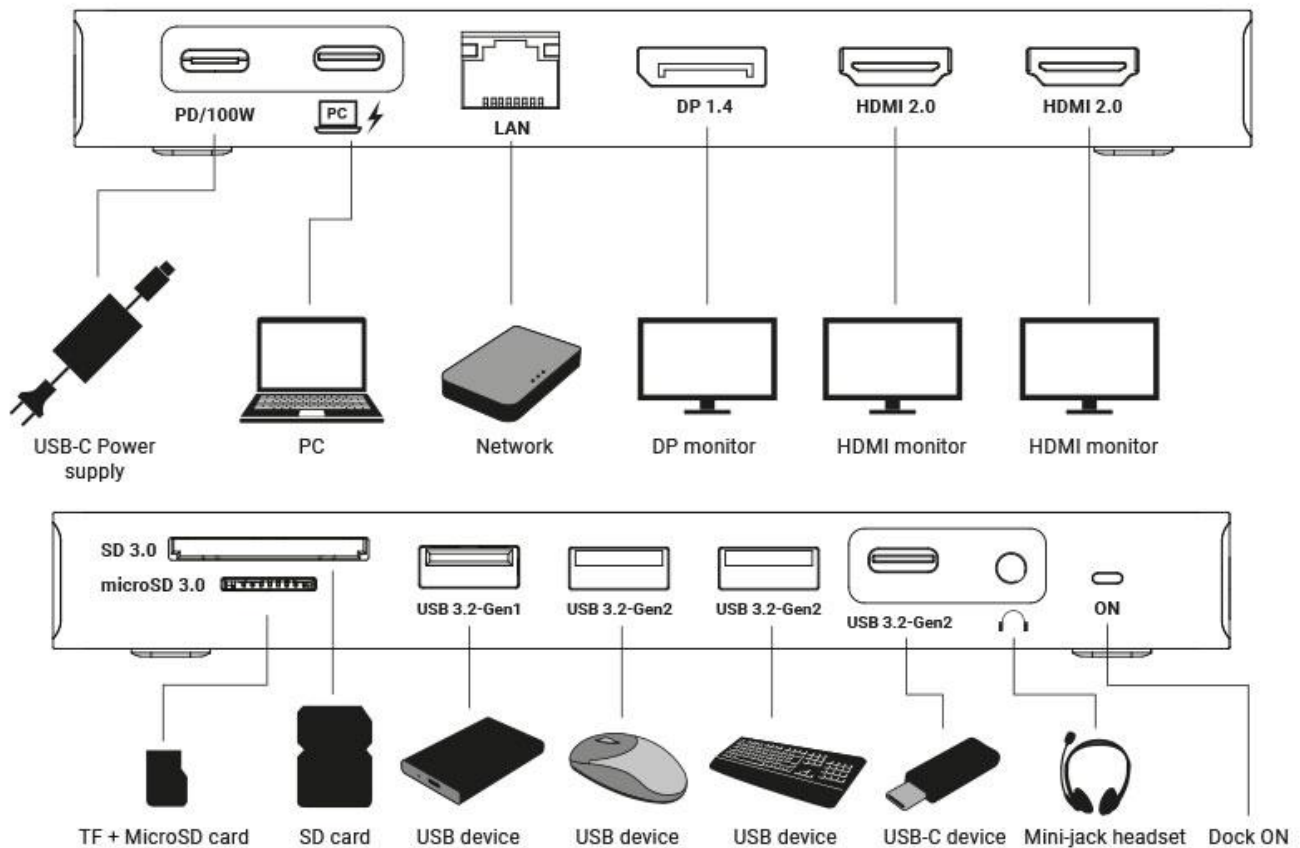 PD/100W
PC
LAN
DP 1.4
HDMI 2.0
HDMI 2.0
USB-C Power
supply
PC
Network
DP monitor
HDMI monitor
HDMI monitor
SD 3.0
microSD 3.0
USB 3.2-Gen1
USB 3.2-Gen2
USB 3.2-Gen2
USB 3.2-Gen2
ON
TF + MicroSD card
SD card
USB device
USB device
USB device
USB-C device
Mini-jack headset
Dock ON